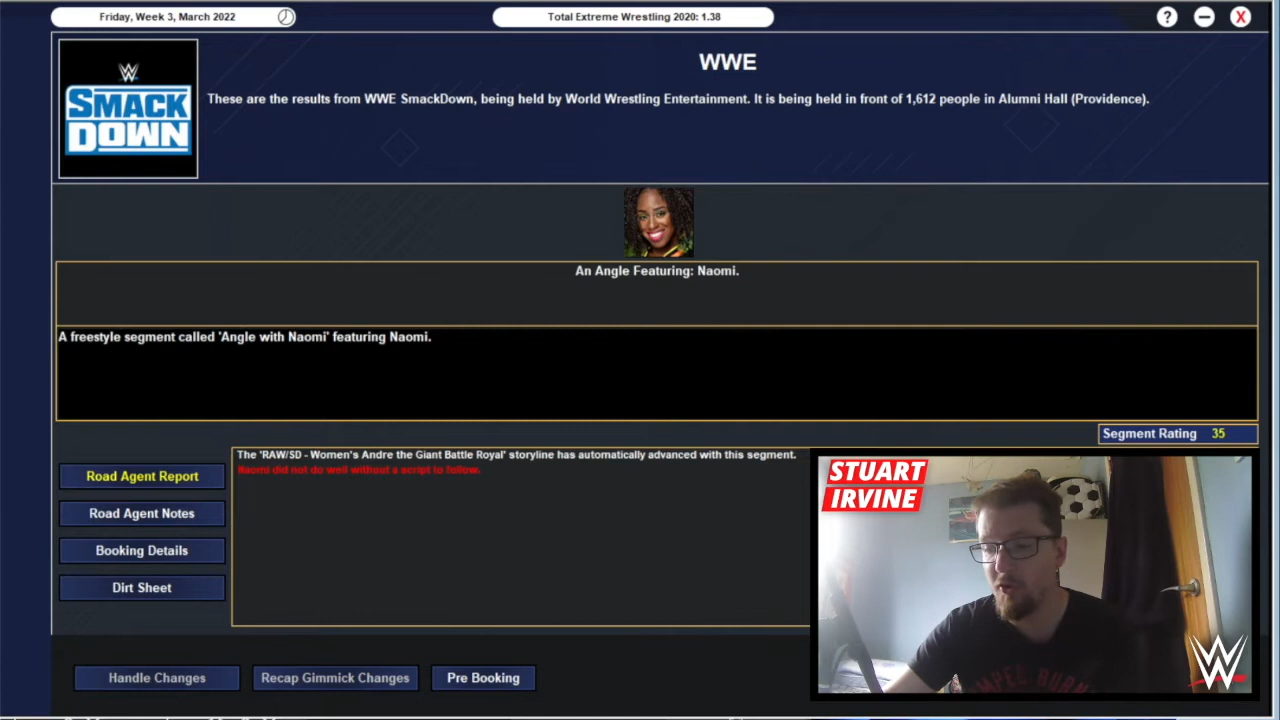 Friday, Week 3, March 2022
Total Extreme Wrestling 2020: 1.38
?
X
WWE
W
SMACK
DOWN
These are the results from WWE SmackDown, being held by World Wrestling Entertainment. It is being held in front of 1,612 people in Alumni Hall (Providence).
An Angle Featuring: Naomi.
A freestyle segment called 'Angle with Naomi' featuring Naomi.
Segment Rating 35
Road Agent Report
Road Agent Notes
Booking Details
Dirt Sheet
The 'RAW/SD - Women's Andre the Giant Battle Royal' storyline has automatically advanced with this segment.
Naomi did not do well without a script to follow.
STUART
IRVINE
W
Handle Changes
Recap Gimmick Changes
Pre Booking